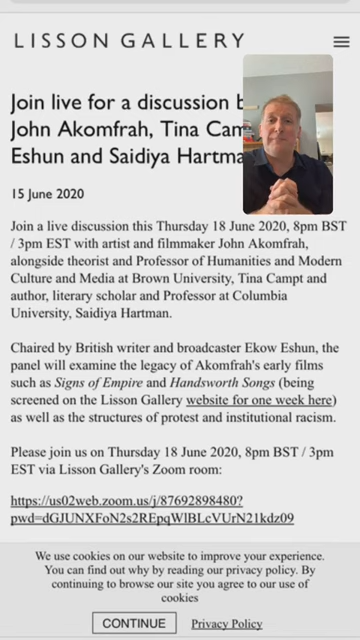 LISSON GALLERY
Join live for a discussion
John Akomfrah, Tina
Eshun and Saidiya
15 June 2020
Join a live discussion this Thursday 18 June 2020, 8pm BST
/ 3pm EST with artist and filmmaker John Akomfrah,
alongside theorist and Professor of Humanities and Modern
Culture and Media at Brown University, Tina Campt and
author, literary scholar and Professor at Columbia
University, Saidiya Hartman.
Chaired by British writer and broadcaster Ekow Eshun, the
panel will examine the legacy of Akomfrah's early films
such as Signs of Empire and Handsworth Songs (being
screened on the Lisson Gallery website for one week here)
as well as the structures of protest and institutional racism.
Please join us on Thursday 18 June 2020, 8pm BST / 3pm
EST via Lisson Gallery's Zoom room:
https://us02web.zoom.us/j/87692898480?
pwd=dGJUNXFoN2s2REpqWlBLcVUrN21kdz09
We use cookies on our website to improve your experience.
You can find out why by reading our privacy policy. By
continuing to browse our site you agree to our use of
cookies
CONTINUE Privacy Policy